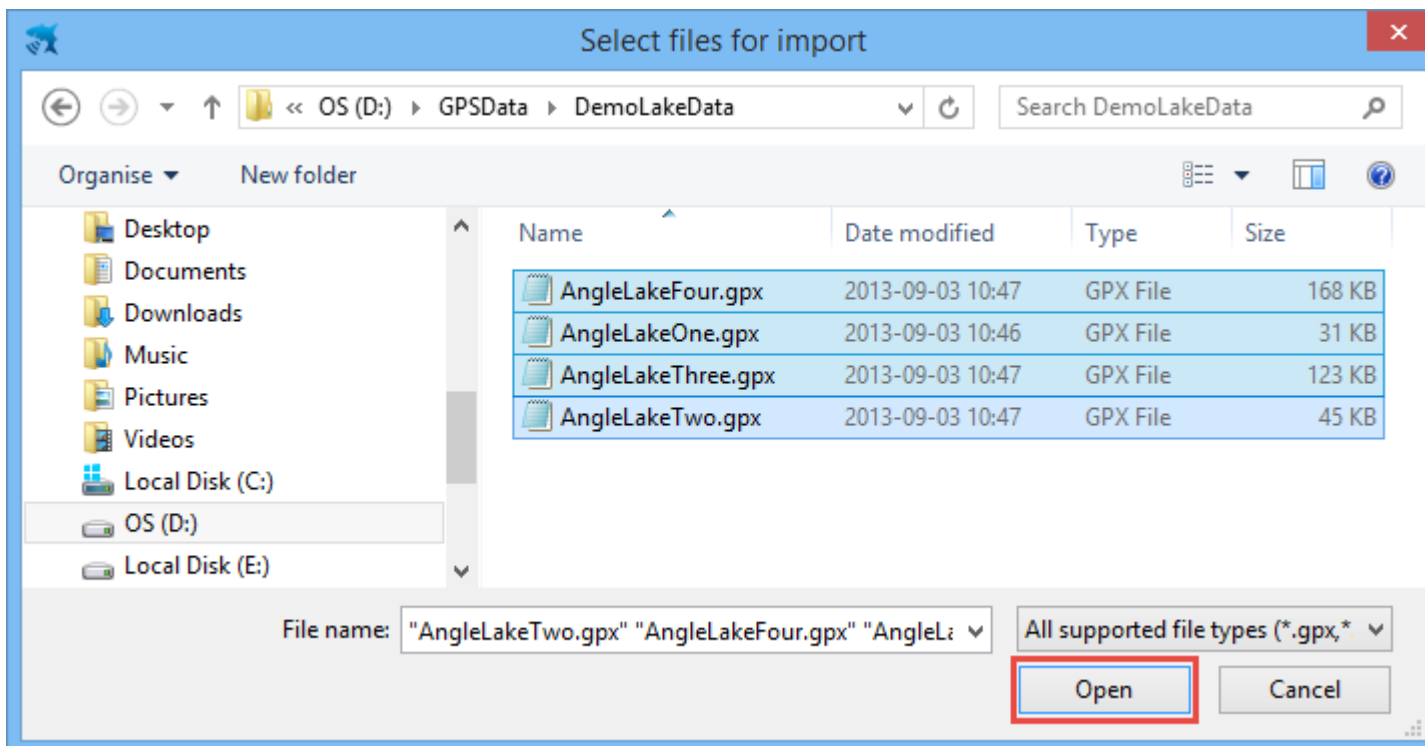 Select files for import
« OS (D:) GPSData DemoLakeData Search DemoLakeData
Organise New folder
Desktop
Documents
Downloads
Music
Pictures
Videos
Local Disk (C:)
OS (D:)
Local Disk (E:)
Name Date modified Type Size
AngleLakeFour.gpx 2013-09-03 10:47 GPX File 168 KB
AngleLakeOne.gpx 2013-09-03 10:46 GPX File 31 KB
AngleLakeThree.gpx 2013-09-03 10:47 GPX File 123 KB
AngleLakeTwo.gpx 2013-09-03 10:47 GPX File 45 KB
File name: "AngleLakeTwo.gpx" "AngleLakeFour.gpx" "AngleLa All supported file types (*.gpx,*
Open Cancel